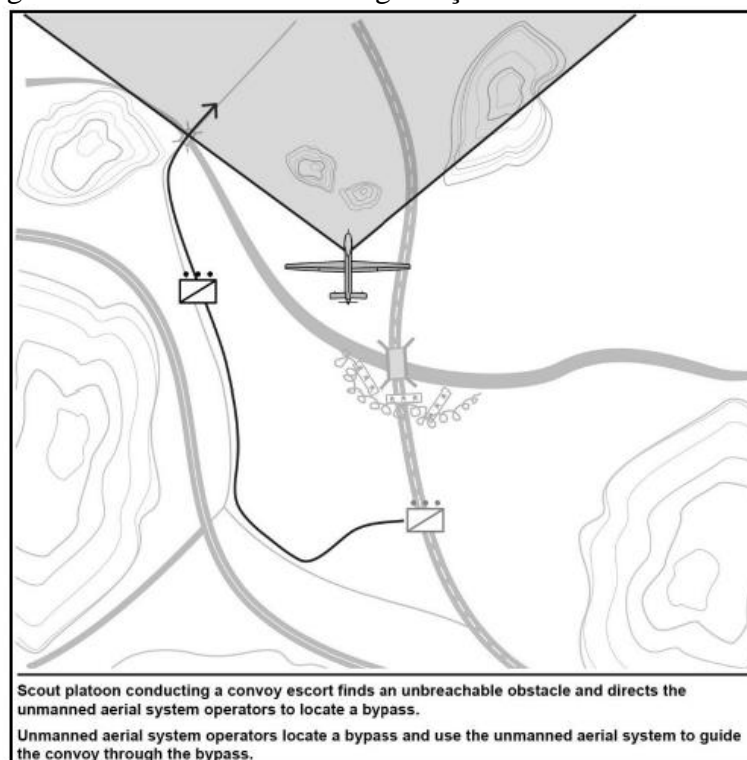 Scout platoon conducting a convoy escort finds an unbreachable obstacle and directs the
unmanned aerial system operators to locate a bypass.
Unmanned aerial system operators locate a bypass and use the unmanned aerial system to guide
the convoy through the bypass.